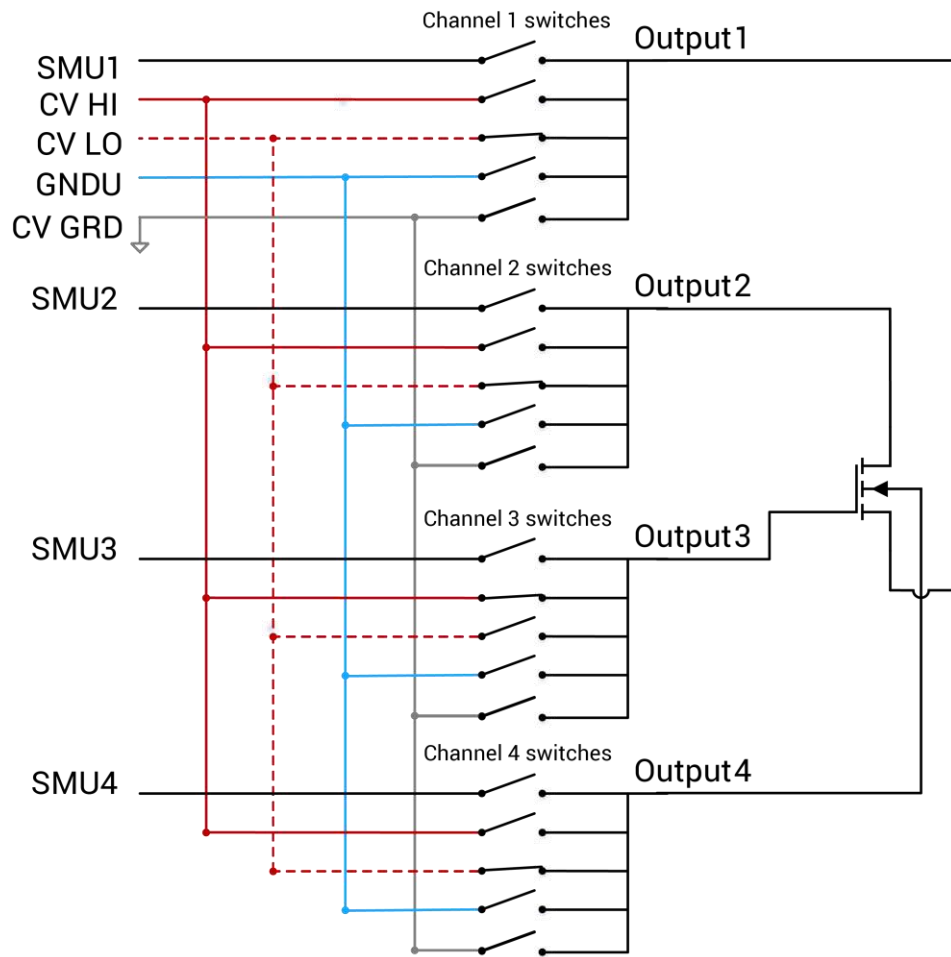 Channel 1 switches
Output1
SMU1
CV HI
CV LO
GNDU
CV GRD
Channel 2 switches
Output2
SMU2
Channel 3 switches
Output3
SMU3
Channel 4 switches
Output4
SMU4